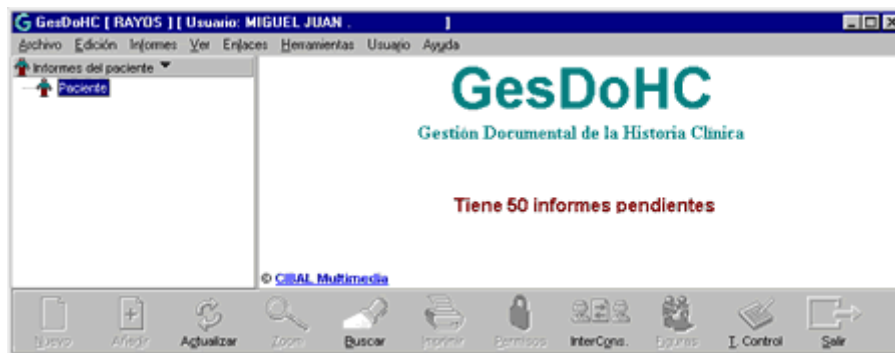 GesDoHC [ RAYOS ] [ Usuario: MIGUEL JUAN . ]
Archivo Edición Informes Ver Enlaces Herramientas Usuario Ayuda
Informes del paciente
Paciente
GesDoHC
Gestión Documental de la Historia Clínica
Tiene 50 informes pendientes
© CIBAL Multimedia
Nuevo Añadir Actualizar Zoom Buscar Imprimir Permisos InterCons. Figuras T. Control Salir